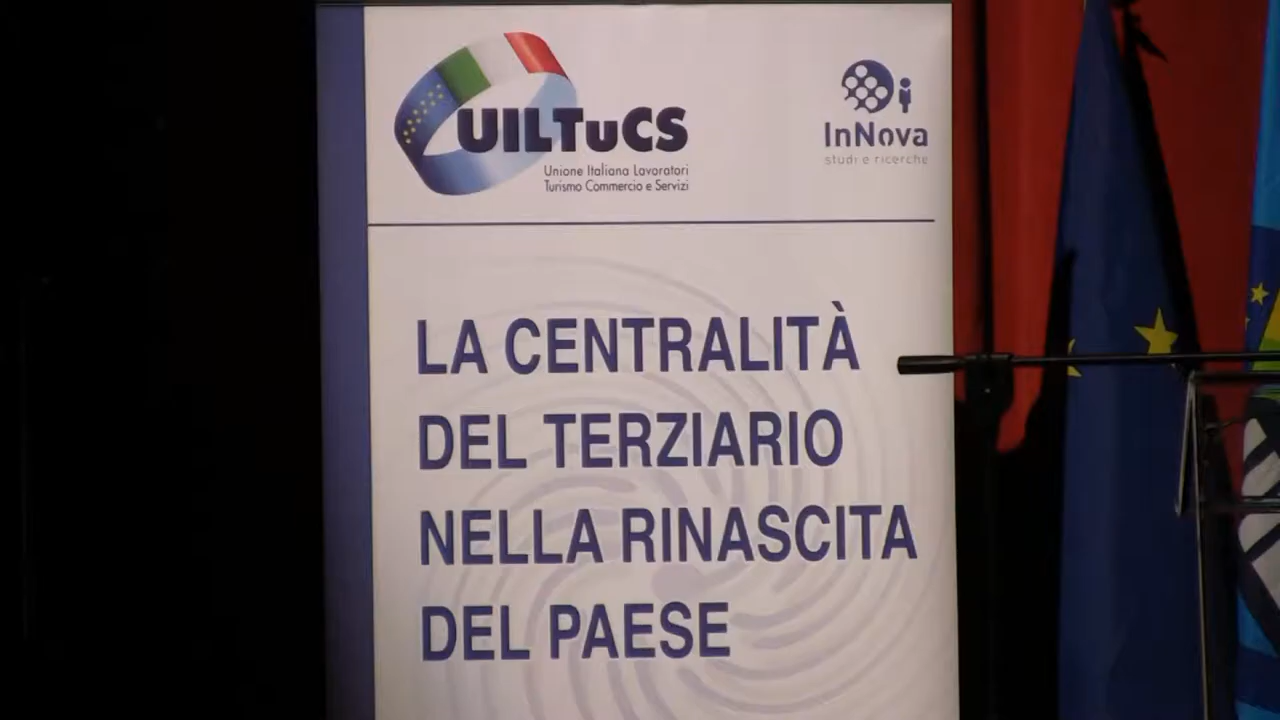 UILTuCS
Unione Italiana Lavoratori
Turismo Commercio e Servizi
InNova
studi e ricerche
LA CENTRALITÀ
DEL TERZIARIO
NELLA RINASCITA
DEL PAESE